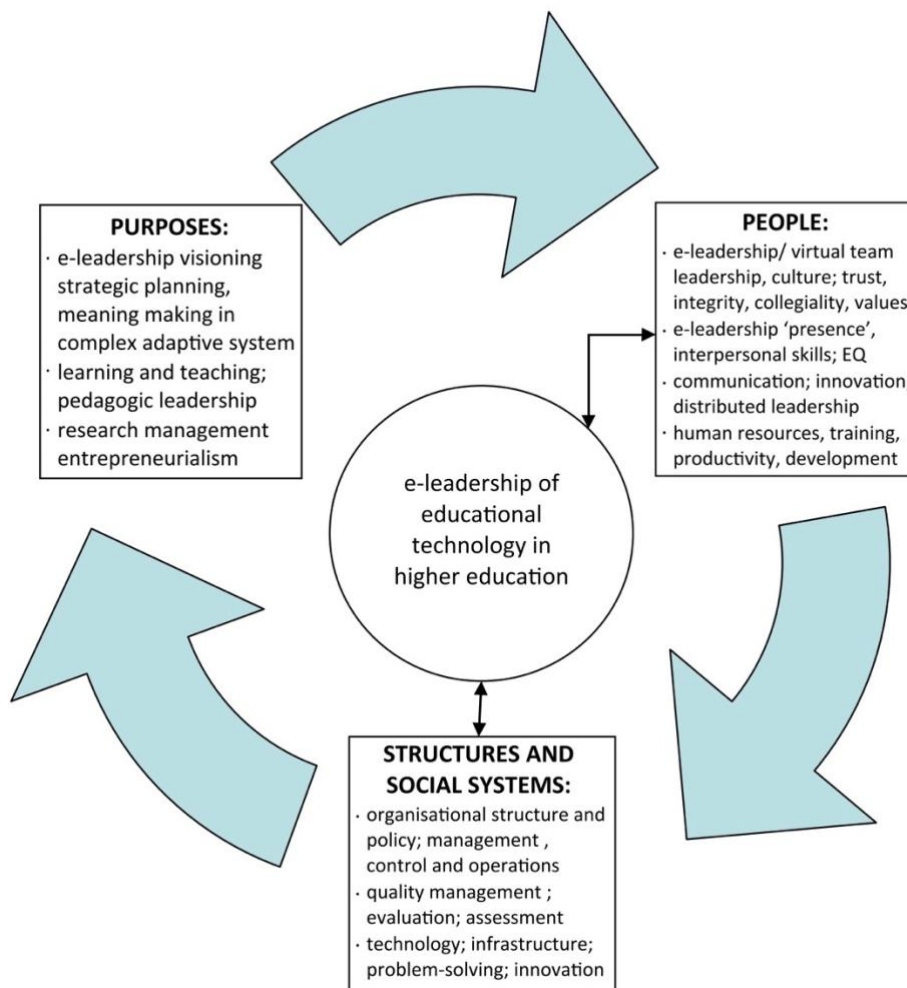 PURPOSES:
· e-leadership visioning
strategic planning,
meaning making in
complex adaptive system
· learning and teaching;
pedagogic leadership
· research management
entrepreneurialism
PEOPLE:
· e-leadership/ virtual team
leadership, culture; trust,
integrity, collegiality, values
· e-leadership ‘presence’,
interpersonal skills; EQ
· communication; innovation
distributed leadership
· human resources, training,
productivity, development
e-leadership of
educational
technology in
higher education
STRUCTURES AND
SOCIAL SYSTEMS:
· organisational structure and
policy; management ,
control and operations
· quality management ;
evaluation; assessment
· technology; infrastructure;
problem-solving; innovation